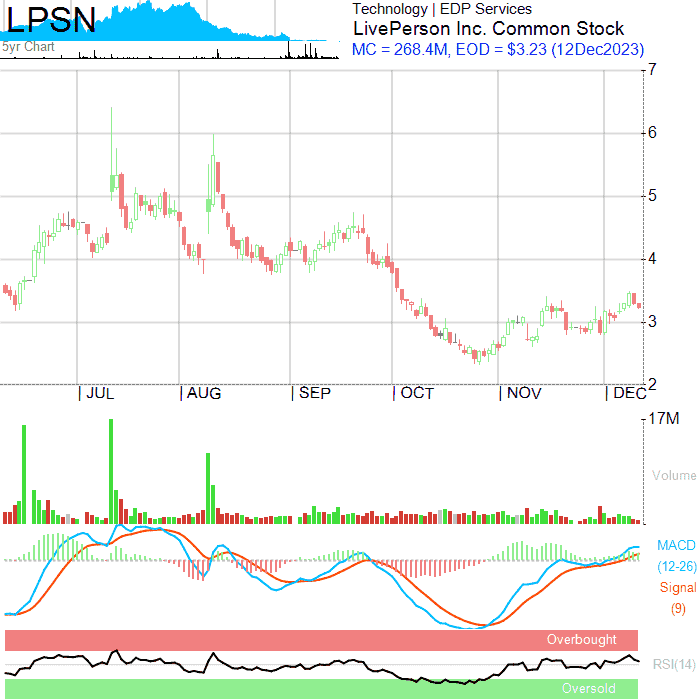 LPSN
5yr Chart
Technology | EDP Services
LivePerson Inc. Common Stock
MC = 268.4M, EOD = $3.23 (12Dec2023)
7
6
5
4
3
2
JUL
AUG
SEP
OCT
NOV
DEC
17M
Volume
MACD
(12-26)
Signal
(9)
Overbought
RSI(14)
Oversold